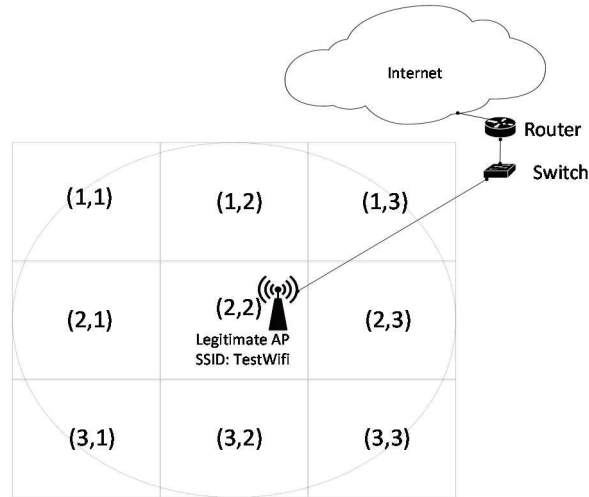 Internet
Router
Switch
(1,1) (1,2) (1,3)
(2,1) (2,2) (2,3)
Legitimate AP
SSID: TestWifi
(3,1) (3,2) (3,3)